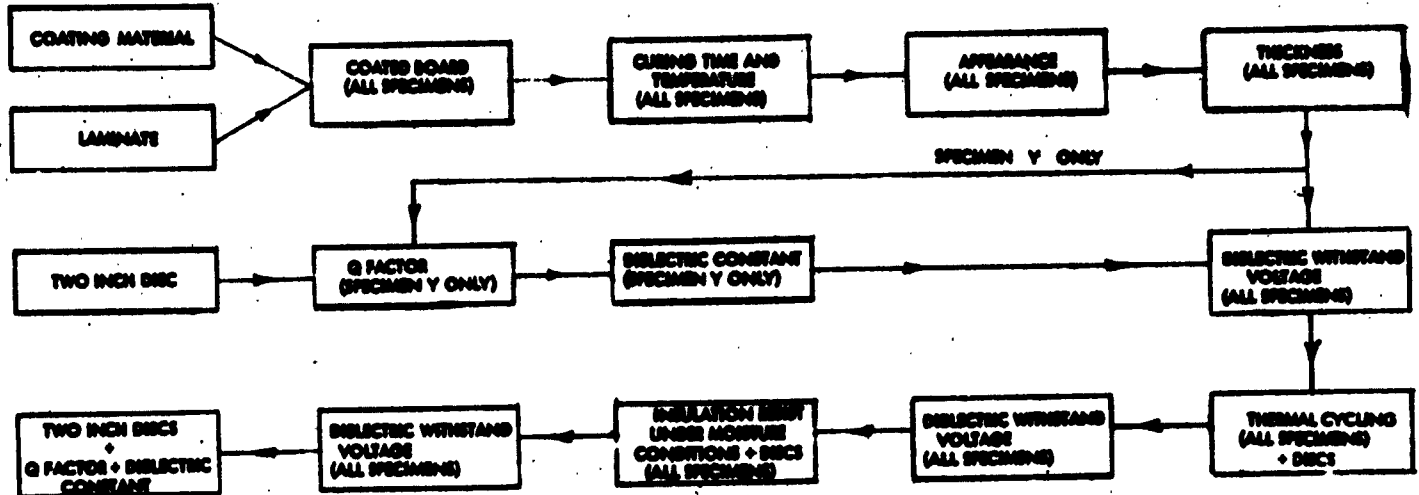 COATING MATERIAL
COATED BOARD
(ALL SPECIMENS)
CURING TIME AND
TEMPERATURE
(ALL SPECIMENS)
APPEARANCE
(ALL SPECIMENS)
THICKNESS
(ALL SPECIMENS)
LAMINATE
SPECIMEN Y ONLY
TWO INCH DISC
Q FACTOR
(SPECIMEN Y ONLY)
DIELECTRIC CONSTANT
(SPECIMEN Y ONLY)
DIELECTRIC WITHSTAND
VOLTAGE
(ALL SPECIMENS)
TWO INCH DISCS
+
Q FACTOR + DIELECTRIC
CONSTANT
DIELECTRIC WITHSTAND
VOLTAGE
(ALL SPECIMENS)
INSULATION RESIST
UNDER MOISTURE
CONDITIONS + DISCS
(ALL SPECIMENS)
DIELECTRIC WITHSTAND
VOLTAGE
(ALL SPECIMENS)
THERMAL CYCLING
(ALL SPECIMENS)
+ DISCS